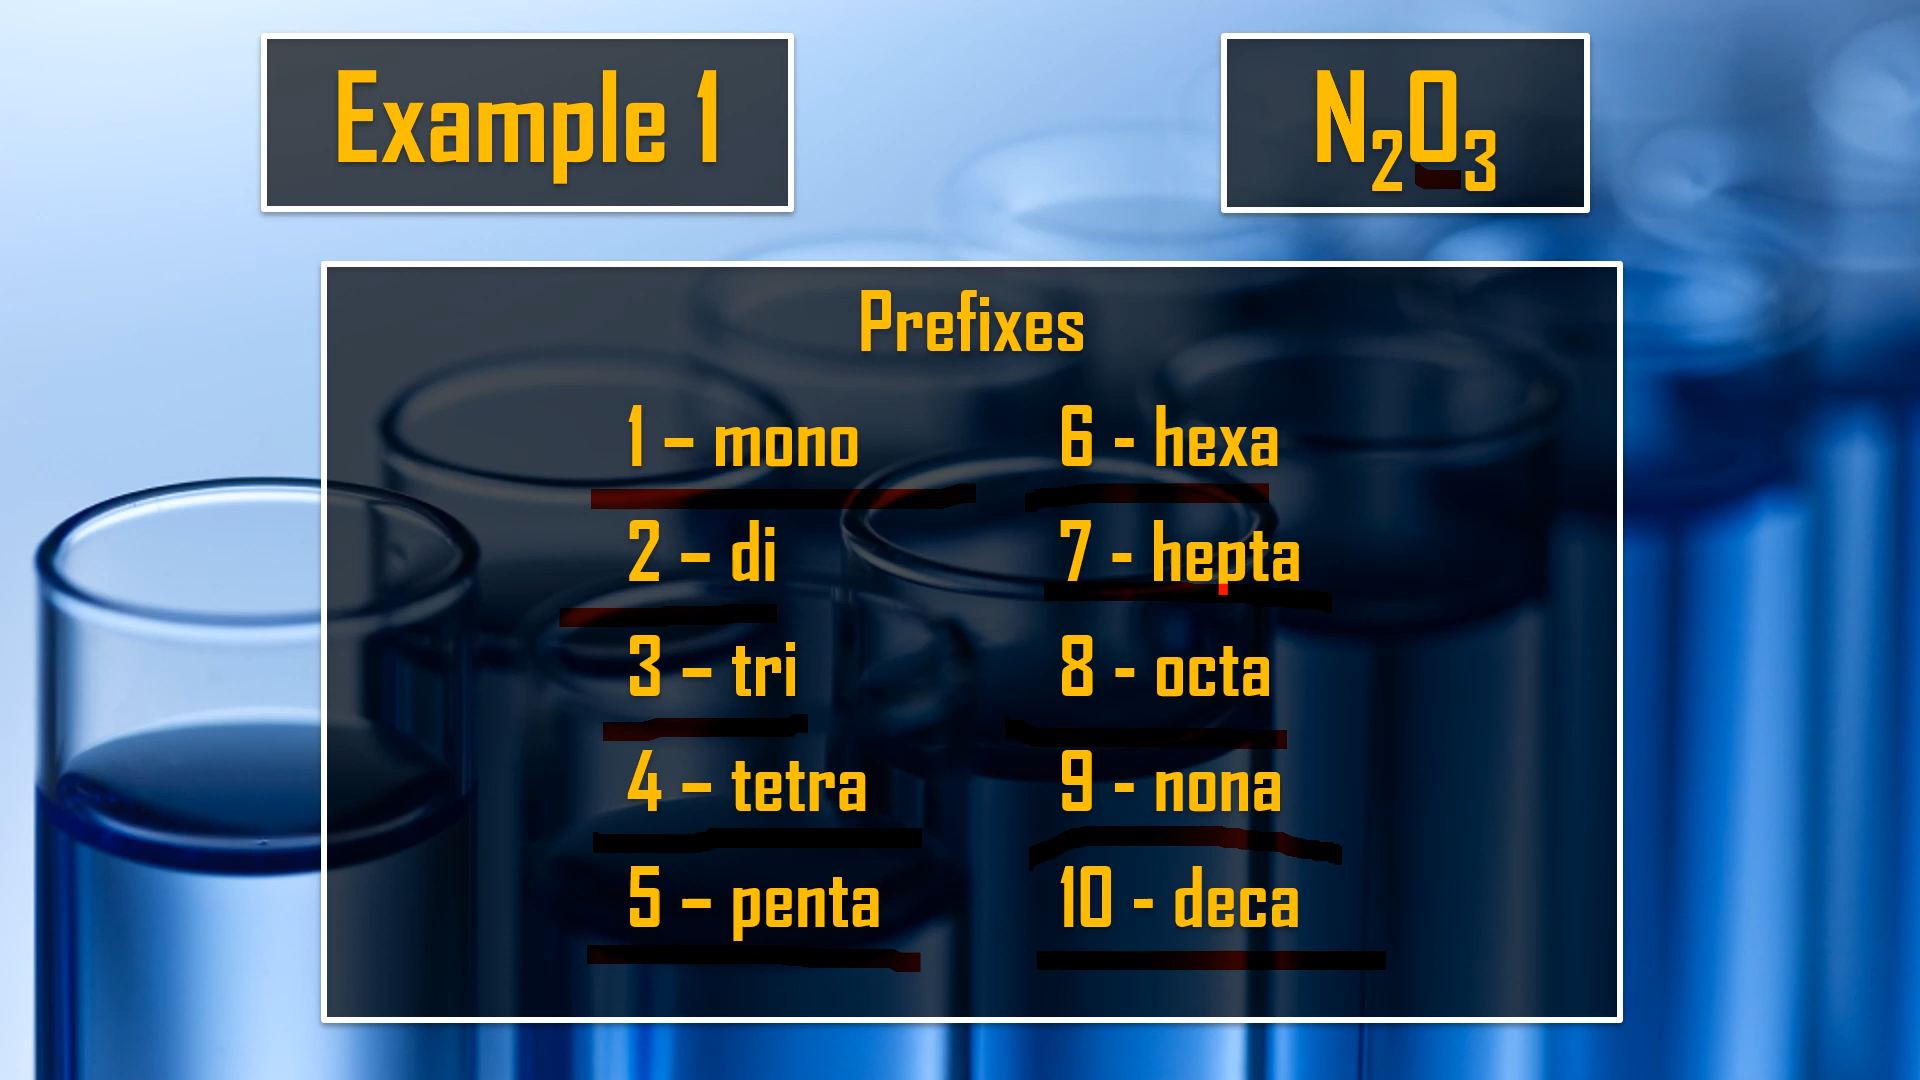 Example 1
N₂O₃
Prefixes
1 – mono
2 – di
3 – tri
4 – tetra
5 – penta
6 - hexa
7 - hepta
8 - octa
9 - nona
10 - deca